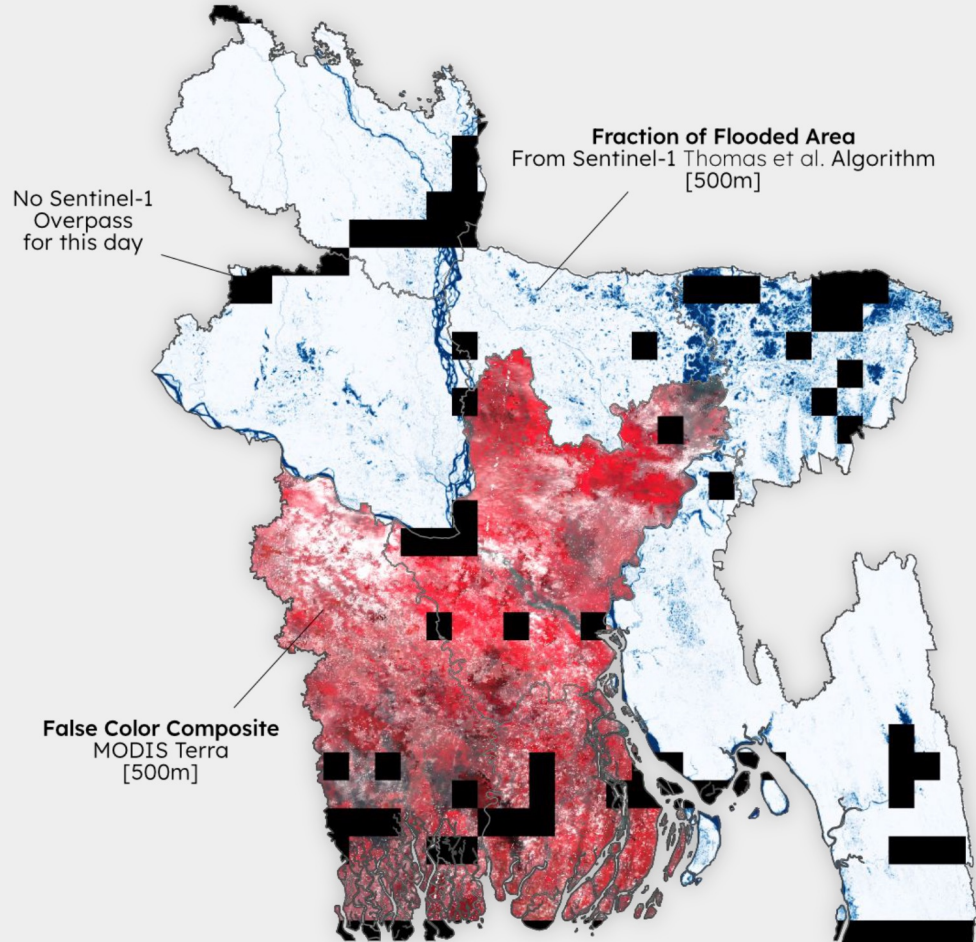 Fraction of Flooded Area
From Sentinel-1 Thomas et al. Algorithm
[500m]
No Sentinel-1
Overpass
for this day
False Color Composite
MODIS Terra
[500m]